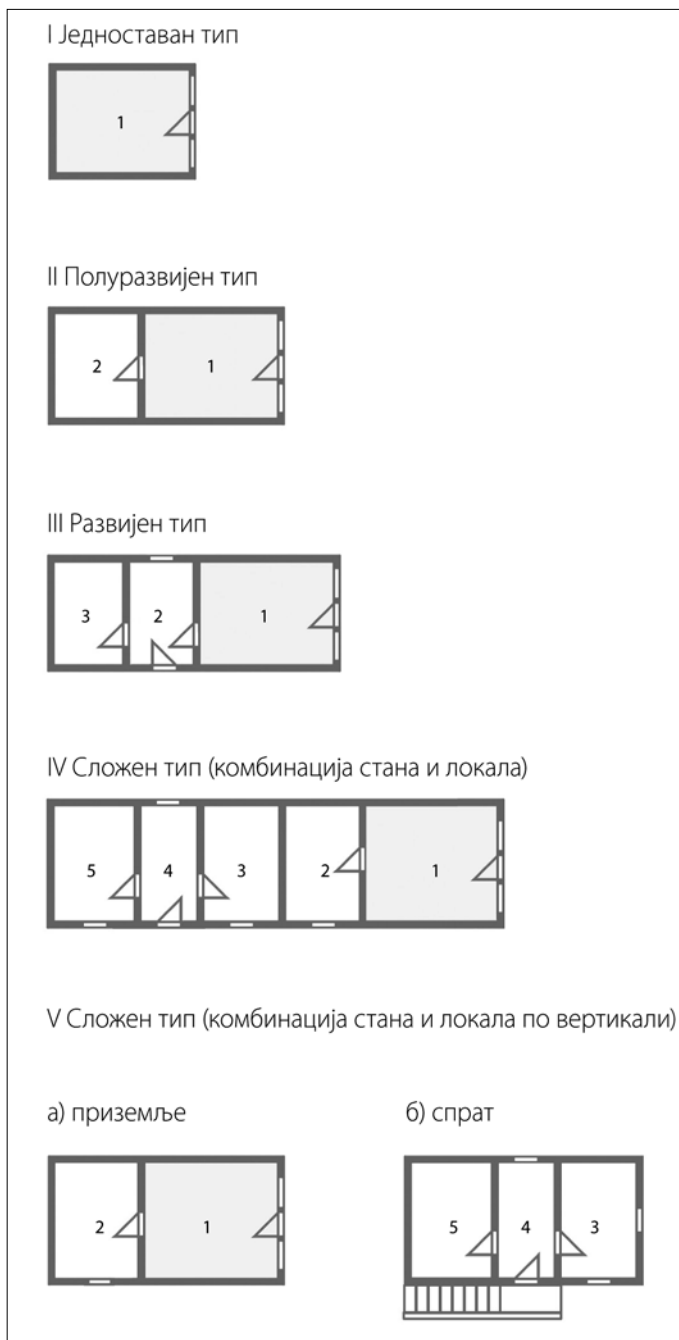 I Једноставан тип
1
II Полуразвијен тип
2 1
III Развијен тип
3 2 1
IV Сложен тип (комбинација стана и локала)
5 4 3 2 1
V Сложен тип (комбинација стана и локала по вертикали)
а) приземље
б) спрат
2 1
5 4 3